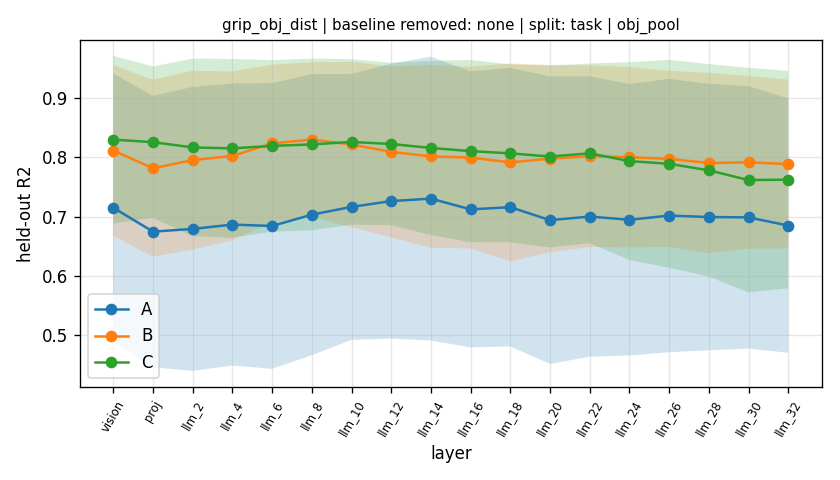 grip_obj_dist | baseline removed: none | split: task | obj_pool
held-out R2
0.9
0.8
0.7
0.6
0.5
A
B
C
vision
proj
llm_2
llm_4
llm_6
llm_8
llm_10
llm_12
llm_14
llm_16
llm_18
llm_20
llm_22
llm_24
llm_26
llm_28
llm_30
llm_32
layer